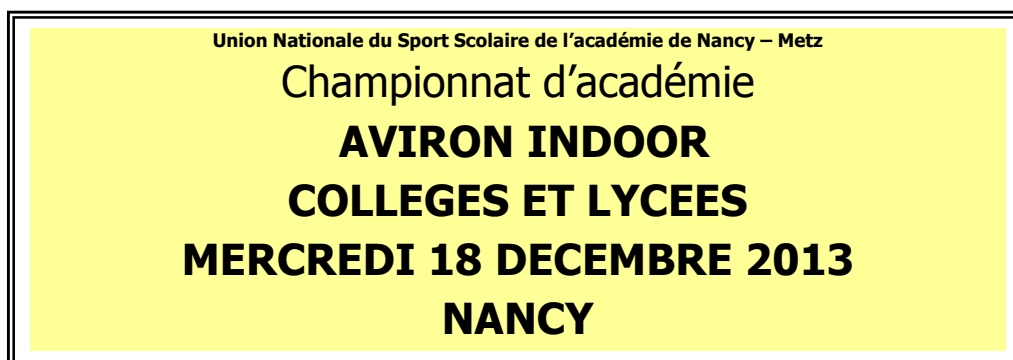 Union Nationale du Sport Scolaire de l’académie de Nancy – Metz
Championnat d’académie
AVIRON INDOOR
COLLEGES ET LYCEES
MERCREDI 18 DECEMBRE 2013
NANCY